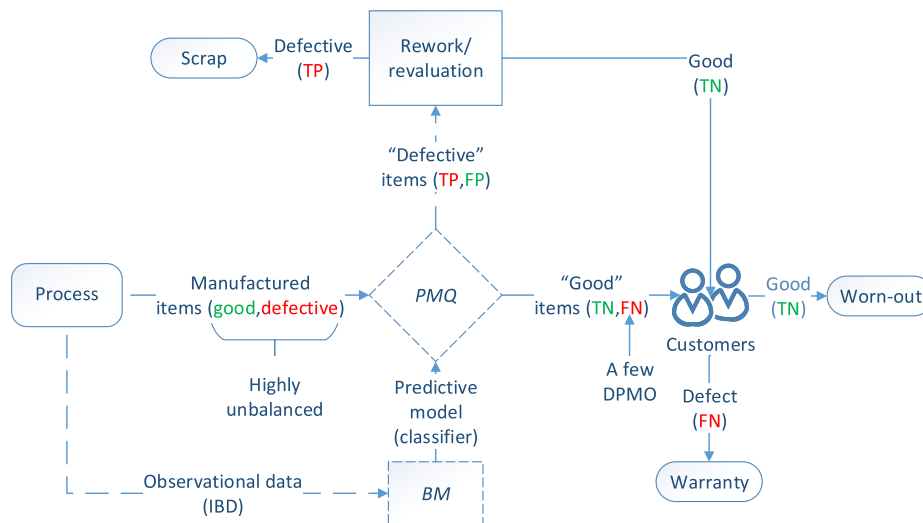 Scrap
Defective
(TP)
Rework/
revaluation
Good
(TN)
“Defective”
items (TP,FP)
Process
Manufactured
items (good,defective)
Highly
unbalanced
PMQ
“Good”
items (TN,FN)
A few
DPMO
Customers
Good
(TN)
Worn-out
Defect
(FN)
Warranty
Predictive
model
(classifier)
Observational data
(IBD)
BM